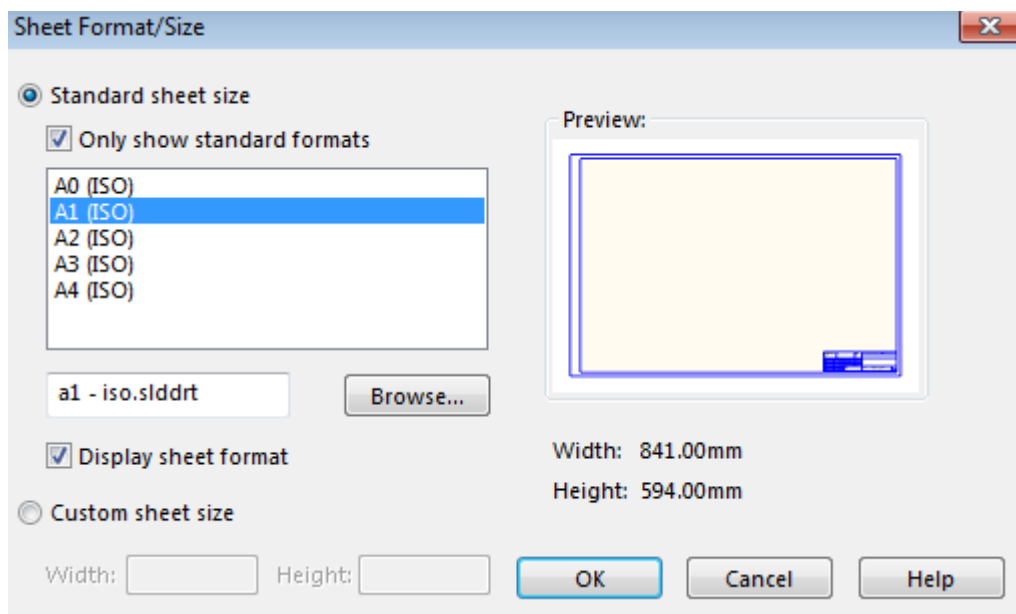 Sheet Format/Size
Standard sheet size
Only show standard formats
A0 (ISO)
A1 (ISO)
A2 (ISO)
A3 (ISO)
A4 (ISO)
a1 - iso.slddrt
Browse...
Display sheet format
Custom sheet size
Width:
Height:
Preview:
Width: 841.00mm
Height: 594.00mm
OK
Cancel
Help